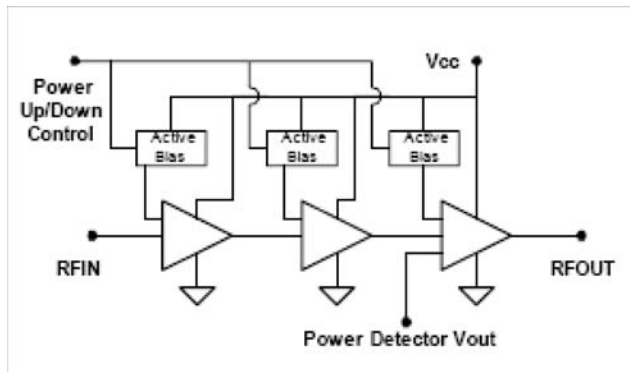 Power
Up/Down
Control
Vcc
Active
Bias
Active
Bias
Active
Bias
RFIN
RFOUT
Power Detector Vout